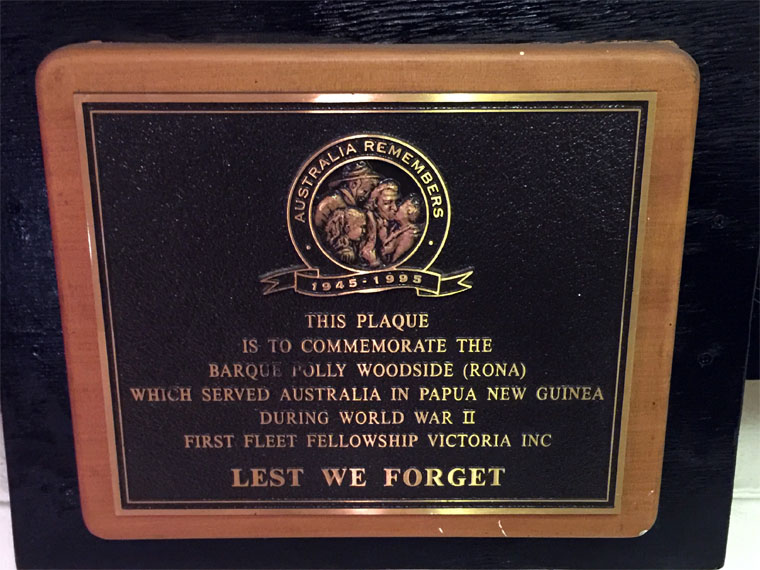 AUSTRALIA REMEMBERS
1945-1995
THIS PLAQUE
IS TO COMMEMORATE THE
BARQUE POLLY WOODSIDE (RONA)
WHICH SERVED AUSTRALIA IN PAPUA NEW GUINEA
DURING WORLD WAR II
FIRST FLEET FELLOWSHIP VICTORIA INC
LEST WE FORGET